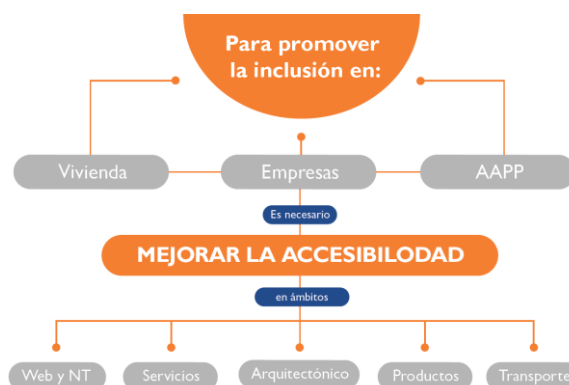 Para promover
la inclusión en:
Vivienda
Empresas
AAPP
Es necesario
MEJORAR LA ACCESIBILODAD
en ámbitos
Web y NT
Servicios
Arquitectónico
Productos
Transporte